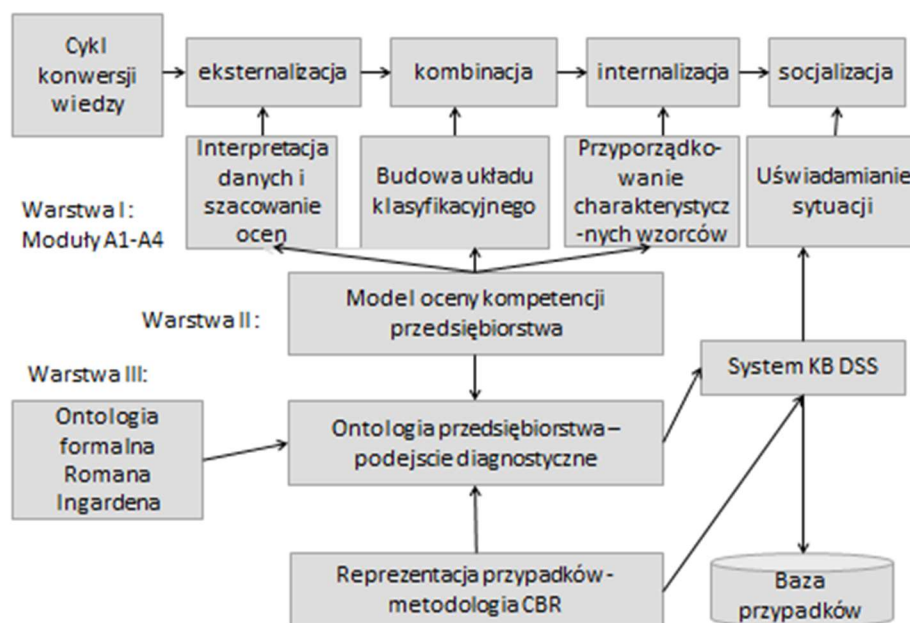 Cykl
konwersji
wiedzy
eksternalizacja
kombinacja
internalizacja
socjalizacja
Warstwa I:
Moduły A1-A4
Interpretacja
danych i
szacowanie
ocen
Budowa układu
klasyfikacyjnego
Przyporządko-
wanie
charakterystycz
-nych wzorców
Uświadamianie
sytuacji
Warstwa II:
Model oceny kompetencji
przedsiębiorstwa
System KB DSS
Warstwa III:
Ontologia
formalna
Romana
Ingardena
Ontologia przedsiębiorstwa–
podejscie diagnostyczne
Reprezentacja przypadków -
metodologia CBR
Baza
przypadków